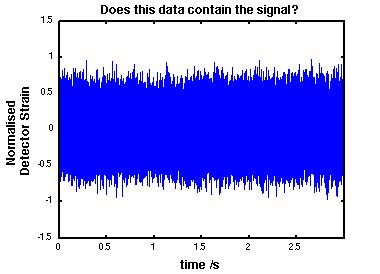 Does this data contain the signal?
1.5
1
0.5
0
-0.5
-1
-1.5
Normalised
Detector Strain
0 0.5 1 1.5 2 2.5
time /s